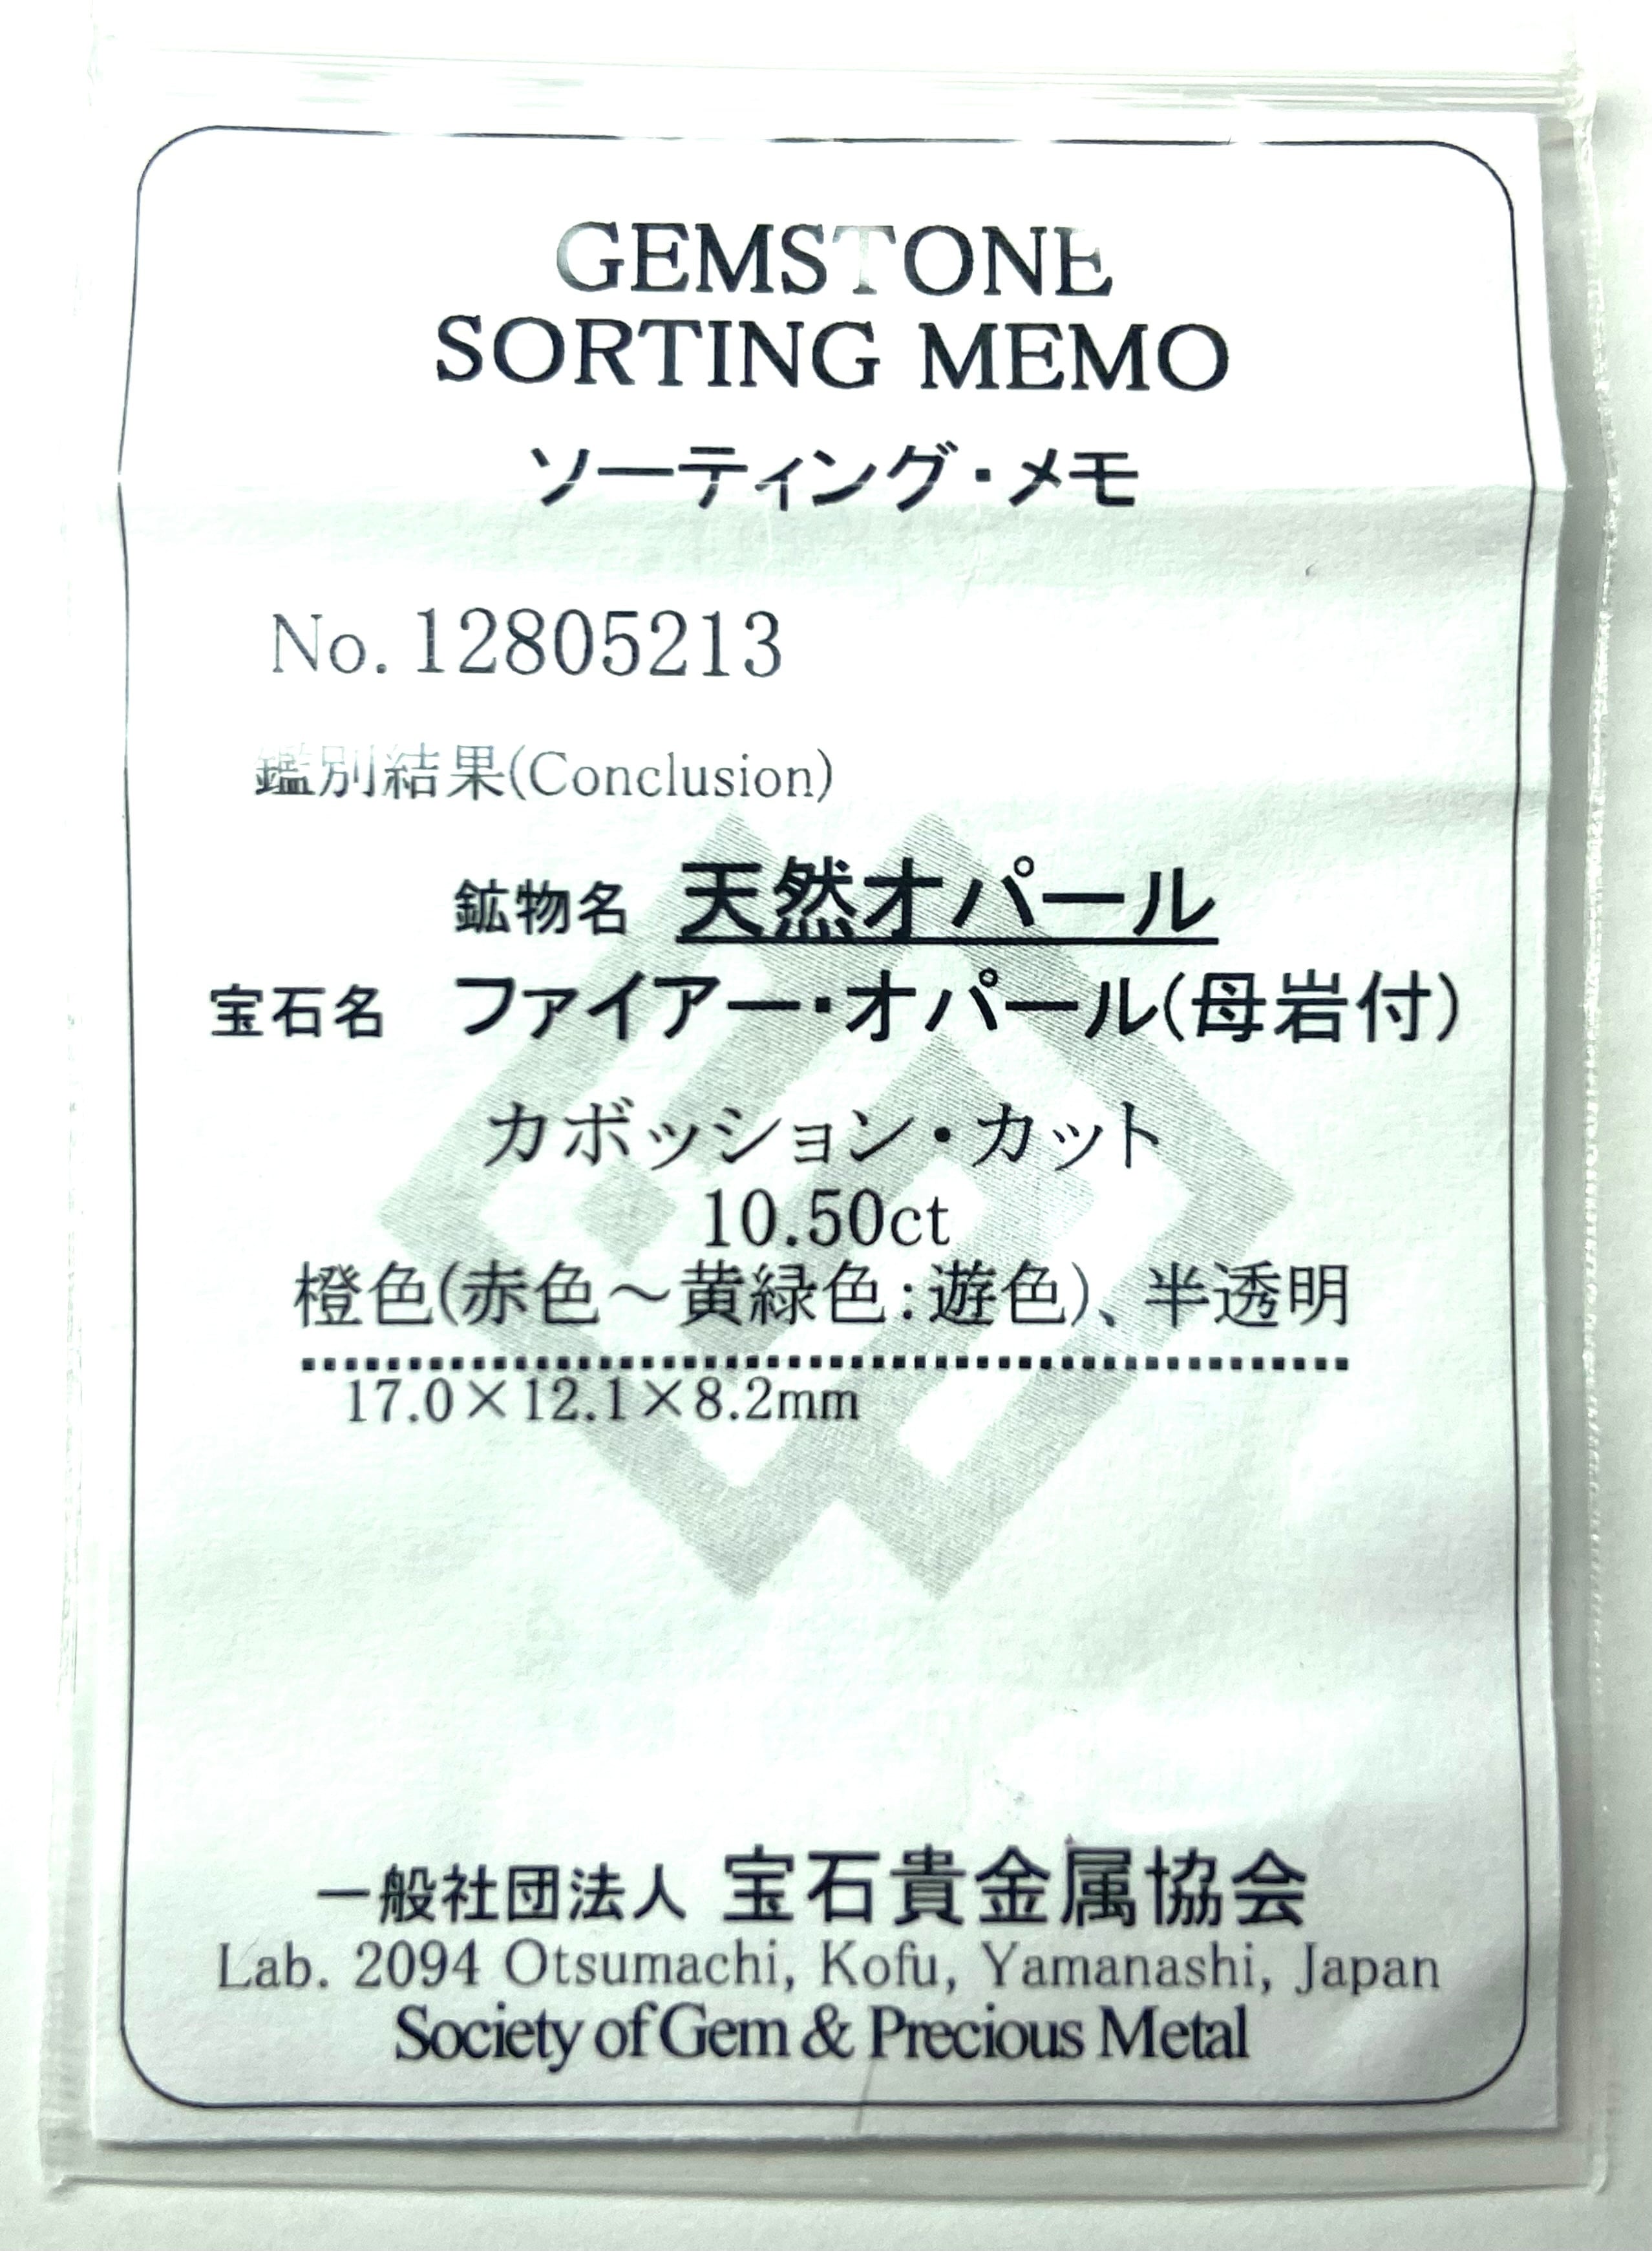 GEMSTONE
SORTING MEMO
ソーティング・メモ
No. 12805213
鑑別結果(Conclusion)
鉱物名 天然オパール
宝石名 ファイアー・オパール(母岩付)
カボッション・カット
10.50ct
橙色(赤色～黄緑色:遊色)、半透明
17.0×12.1×8.2mm
一般社団法人 宝石貴金属協会
Lab. 2094 Otsumachi, Kofu, Yamanashi, Japan
Society of Gem & Precious Metal